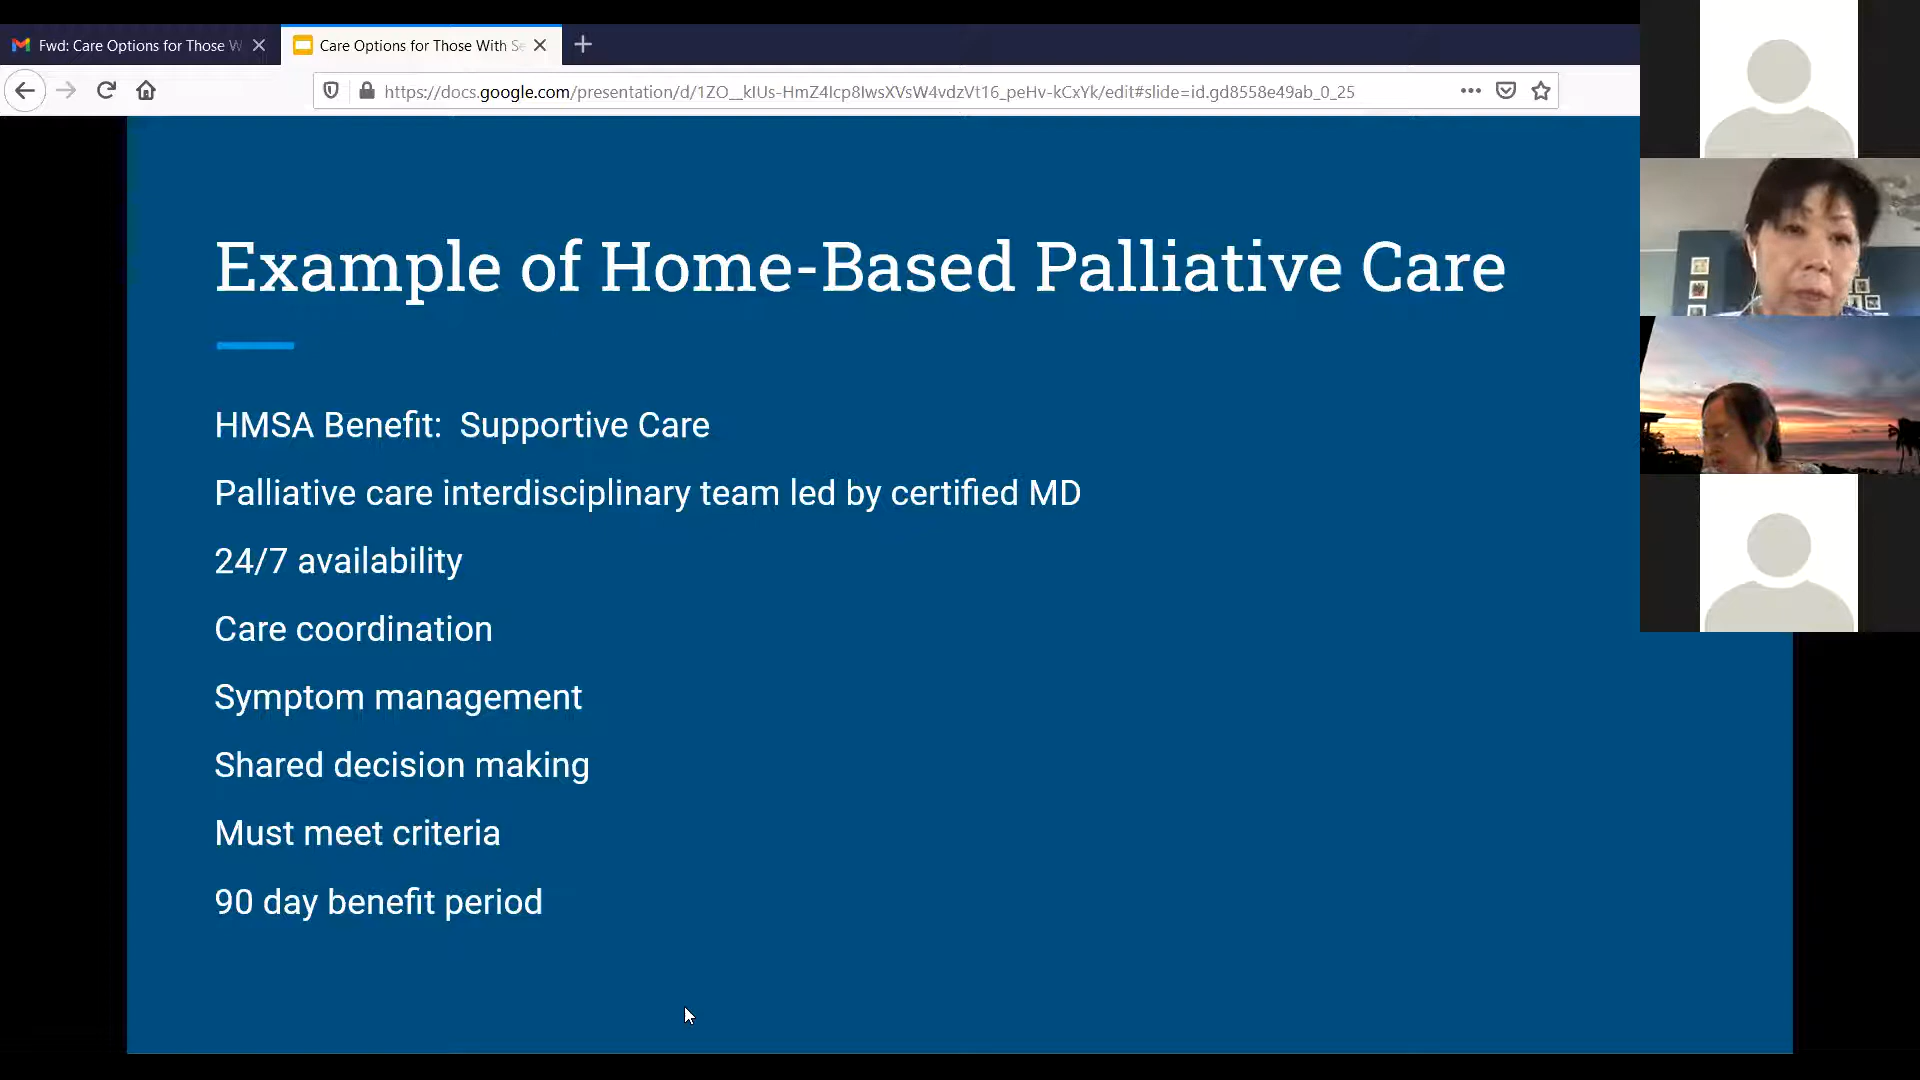 Fwd: Care Options for Those W
Care Options for Those With Se
https://docs.google.com/presentation/d/1ZO__kIUs-HmZ4Icp8IwsXVsW4vdzVt16_peHv-kCxYk/edit#slide=id.gd8558e49ab_0_25
Example of Home-Based Palliative Care
HMSA Benefit:  Supportive Care
Palliative care interdisciplinary team led by certified MD
24/7 availability
Care coordination
Symptom management
Shared decision making
Must meet criteria
90 day benefit period